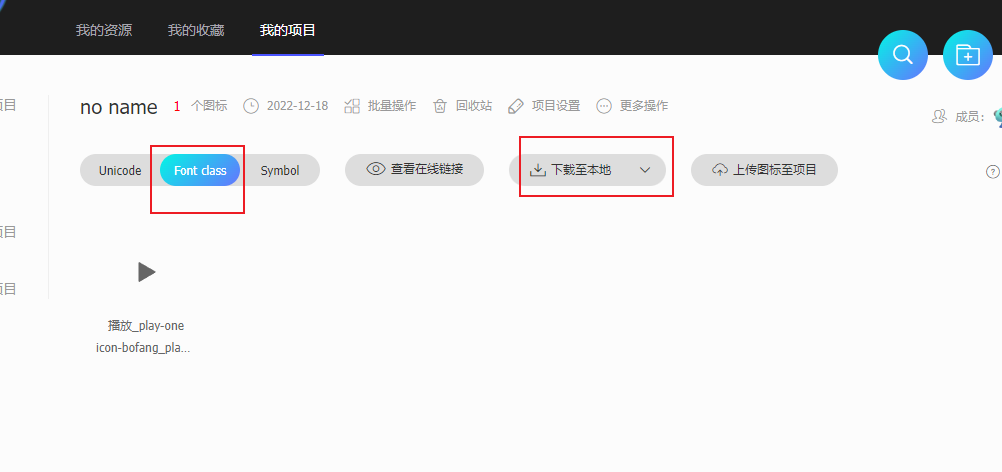 我的资源 我的收藏 我的项目
项目 no name 1 个图标 2022-12-18 批量操作 回收站 项目设置 更多操作 成员:
Unicode Font class Symbol 查看在线链接 下载至本地 上传图标至项目 ?
项目
项目
播放_play-one
icon-bofang_pla...